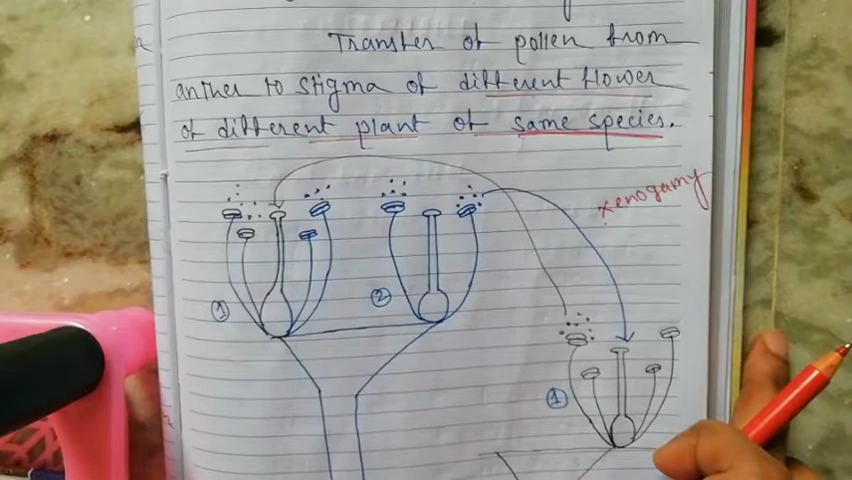 Transfer of pollen from
anther to stigma of different flower
of different plant of same species.
xenogamy
1
2
1